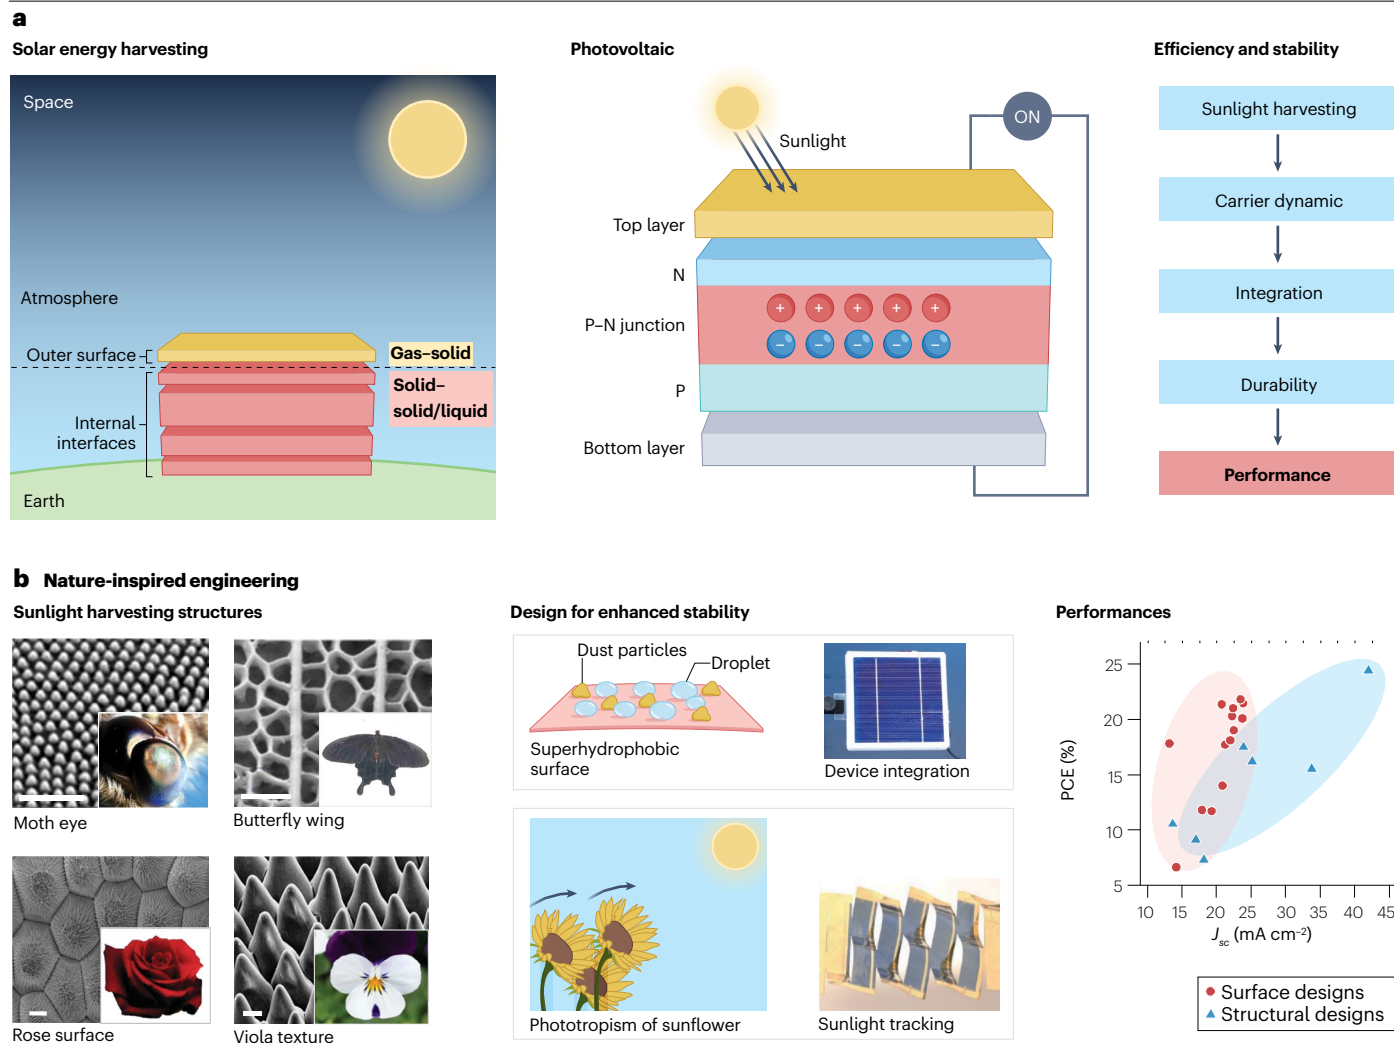 a
Solar energy harvesting
Space
Atmosphere
Outer surface
Gas–solid
Solid–
solid/liquid
Internal
interfaces
Earth
Photovoltaic
Sunlight
ON
Top layer
N
P–N junction
+ + + + +
– – – – –
P
Bottom layer
Efficiency and stability
Sunlight harvesting
Carrier dynamic
Integration
Durability
Performance
b Nature-inspired engineering
Sunlight harvesting structures
Moth eye
Butterfly wing
Rose surface
Viola texture
Design for enhanced stability
Dust particles
Droplet
Superhydrophobic
surface
Device integration
Phototropism of sunflower
Sunlight tracking
Performances
PCE (%)
25
20
15
10
5
10 15 20 25 30 35 40 45
Jsc (mA cm–2)
Surface designs
Structural designs